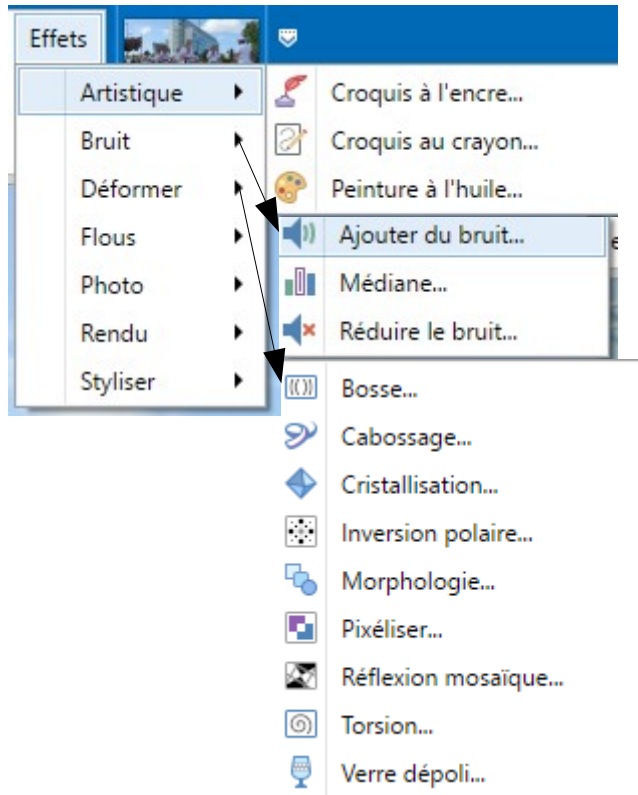 Effets
Artistique
Bruit
Déformer
Flous
Photo
Rendu
Styliser
Croquis à l'encre...
Croquis au crayon...
Peinture à l'huile...
Ajouter du bruit...
Médiane...
Réduire le bruit...
Bosse...
Cabossage...
Cristallisation...
Inversion polaire...
Morphologie...
Pixéliser...
Réflexion mosaïque...
Torsion...
Verre dépoli...